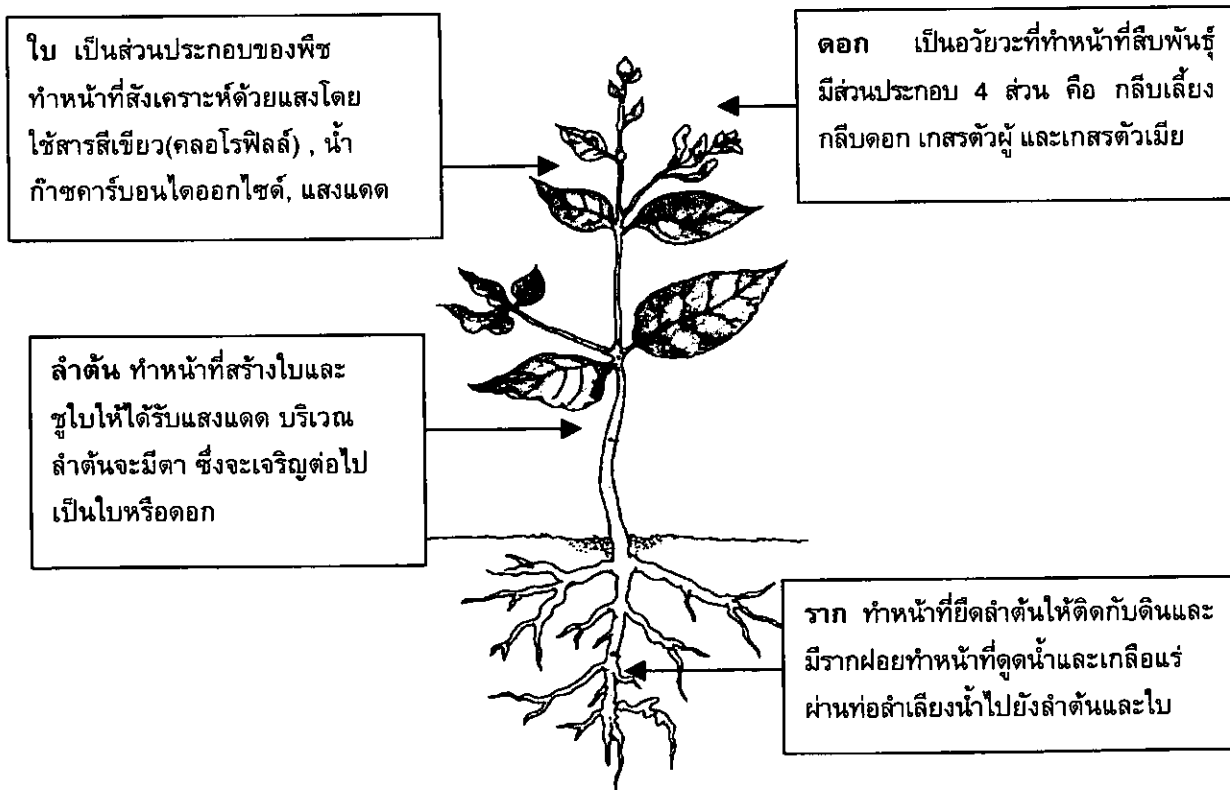 ใบ เป็นส่วนประกอบของพืช
ทำหน้าที่สังเคราะห์ด้วยแสงโดย
ใช้สารสีเขียว(คลอโรฟิลล์) , น้ำ
ก๊าซคาร์บอนไดออกไซด์, แสงแดด
ดอก เป็นอวัยวะที่ทำหน้าที่สืบพันธุ์
มีส่วนประกอบ 4 ส่วน คือ กลีบเลี้ยง
กลีบดอก เกสรตัวผู้ และเกสรตัวเมีย
ลำต้น ทำหน้าที่สร้างใบและ
ชูใบให้ได้รับแสงแดด บริเวณ
ลำต้นจะมีตา ซึ่งจะเจริญต่อไป
เป็นใบหรือดอก
ราก ทำหน้าที่ยึดลำต้นให้ติดกับดินและ
มีรากฝอยทำหน้าที่ดูดน้ำและเกลือแร่
ผ่านท่อลำเลียงน้ำไปยังลำต้นและใบ